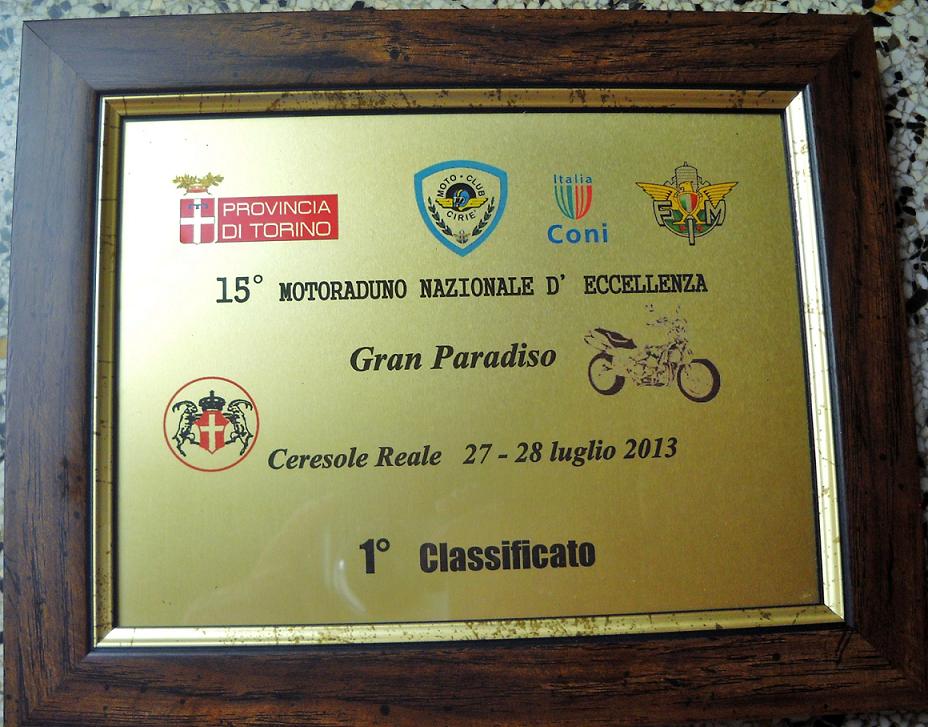 PROVINCIA
DI TORINO
MOTO • CLUB
CIRIE'
Italia
Coni
FMI
15° MOTORADUNO NAZIONALE D' ECCELLENZA
Gran Paradiso
Ceresole Reale 27 - 28 luglio 2013
1° Classificato